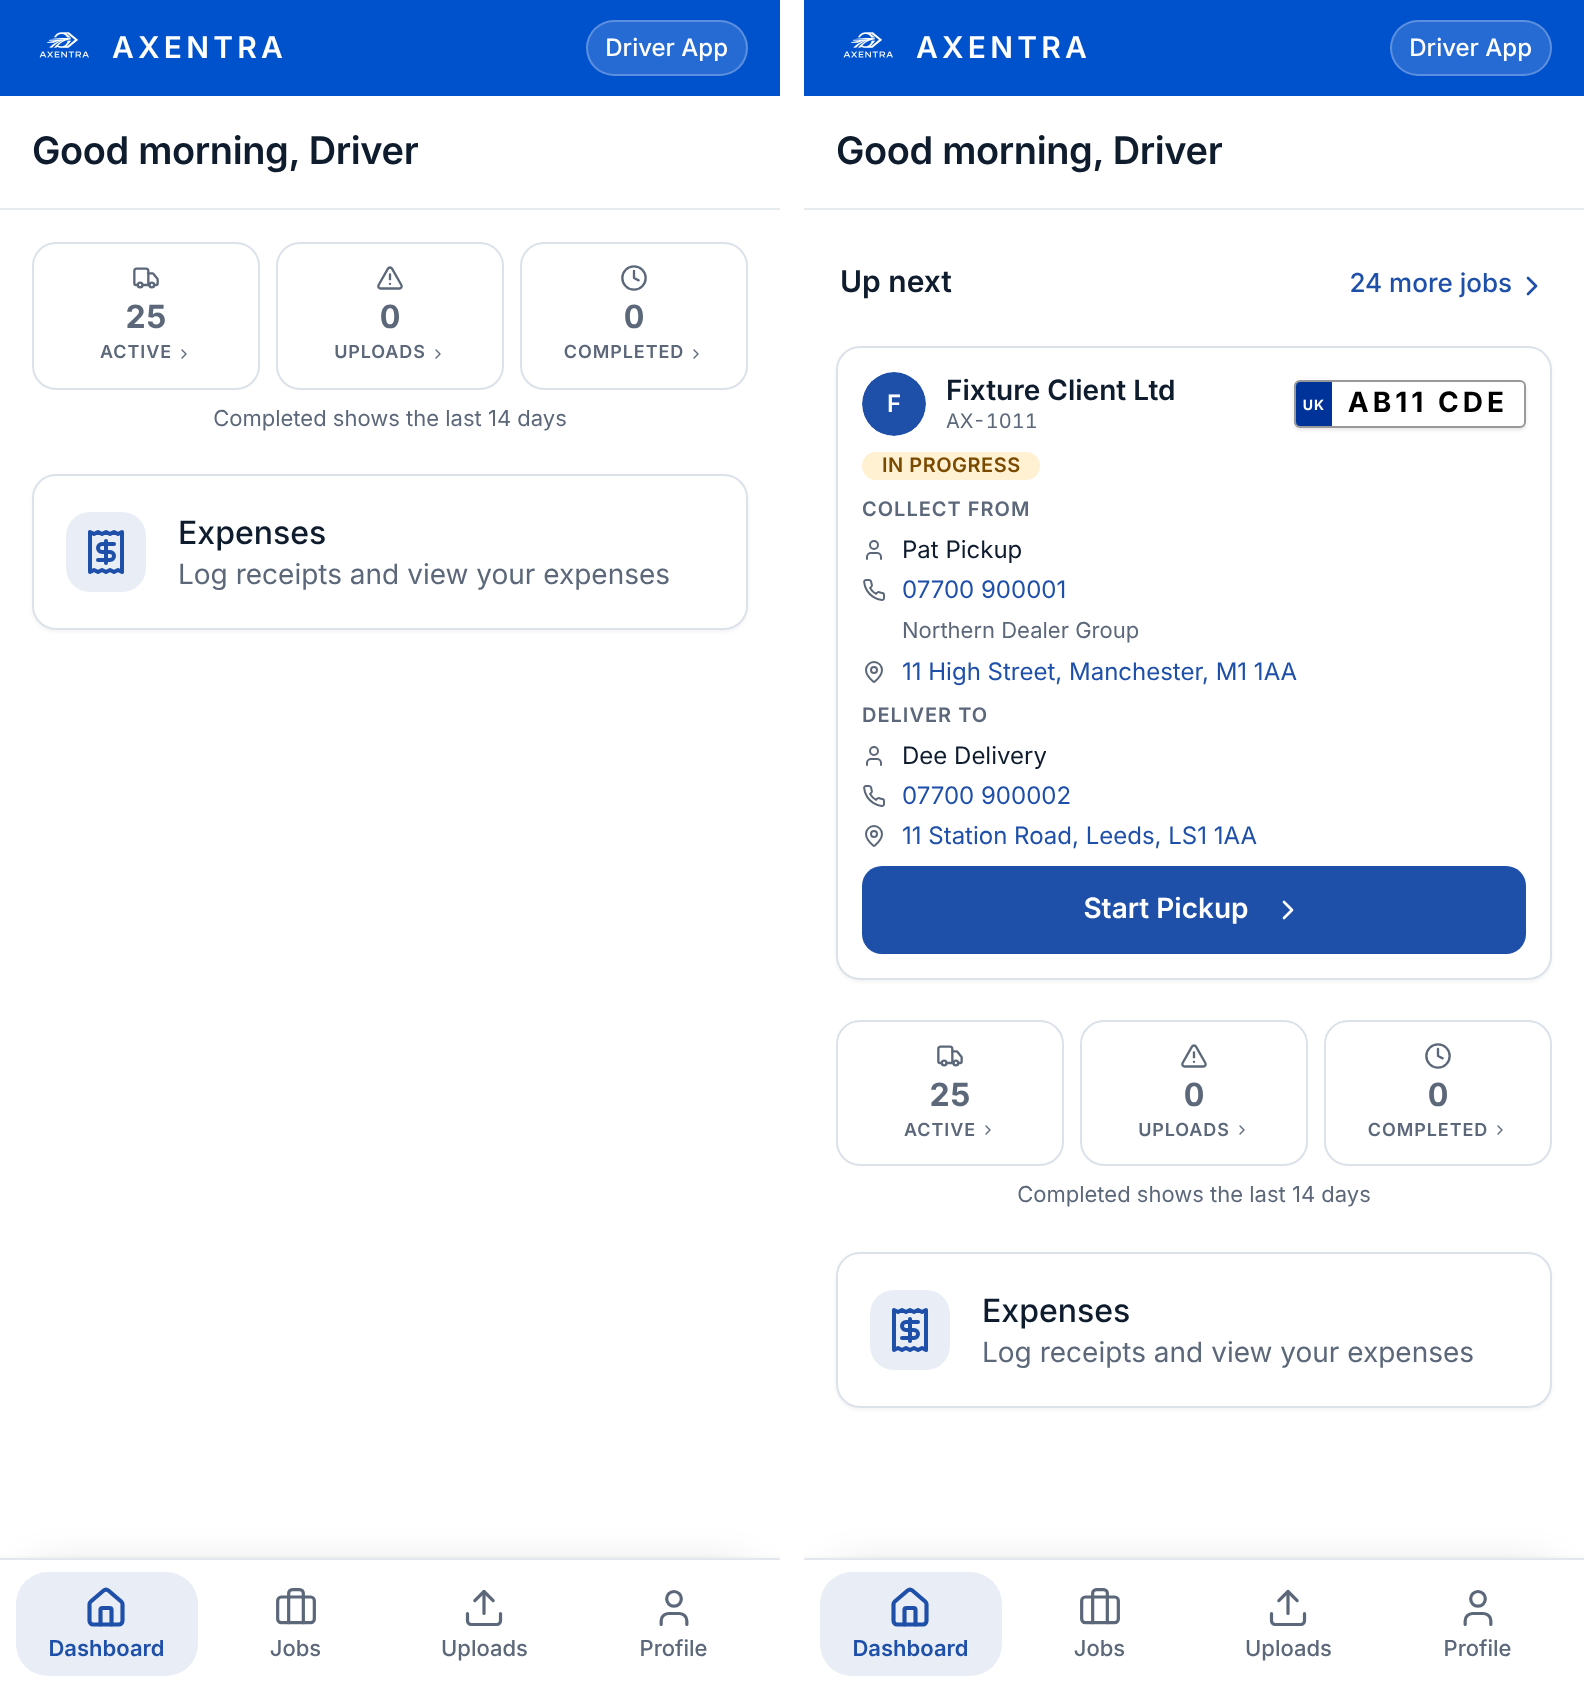 AXENTRA
AXENTRA
Driver App
Good morning, Driver
25
ACTIVE
0
UPLOADS
0
COMPLETED
Completed shows the last 14 days
Expenses
Log receipts and view your expenses
Dashboard
Jobs
Uploads
Profile
AXENTRA
AXENTRA
Driver App
Good morning, Driver
Up next
24 more jobs
F
Fixture Client Ltd
AX-1011
UK
AB11 CDE
IN PROGRESS
COLLECT FROM
Pat Pickup
07700 900001
Northern Dealer Group
11 High Street, Manchester, M1 1AA
DELIVER TO
Dee Delivery
07700 900002
11 Station Road, Leeds, LS1 1AA
Start Pickup
25
ACTIVE
0
UPLOADS
0
COMPLETED
Completed shows the last 14 days
Expenses
Log receipts and view your expenses
Dashboard
Jobs
Uploads
Profile